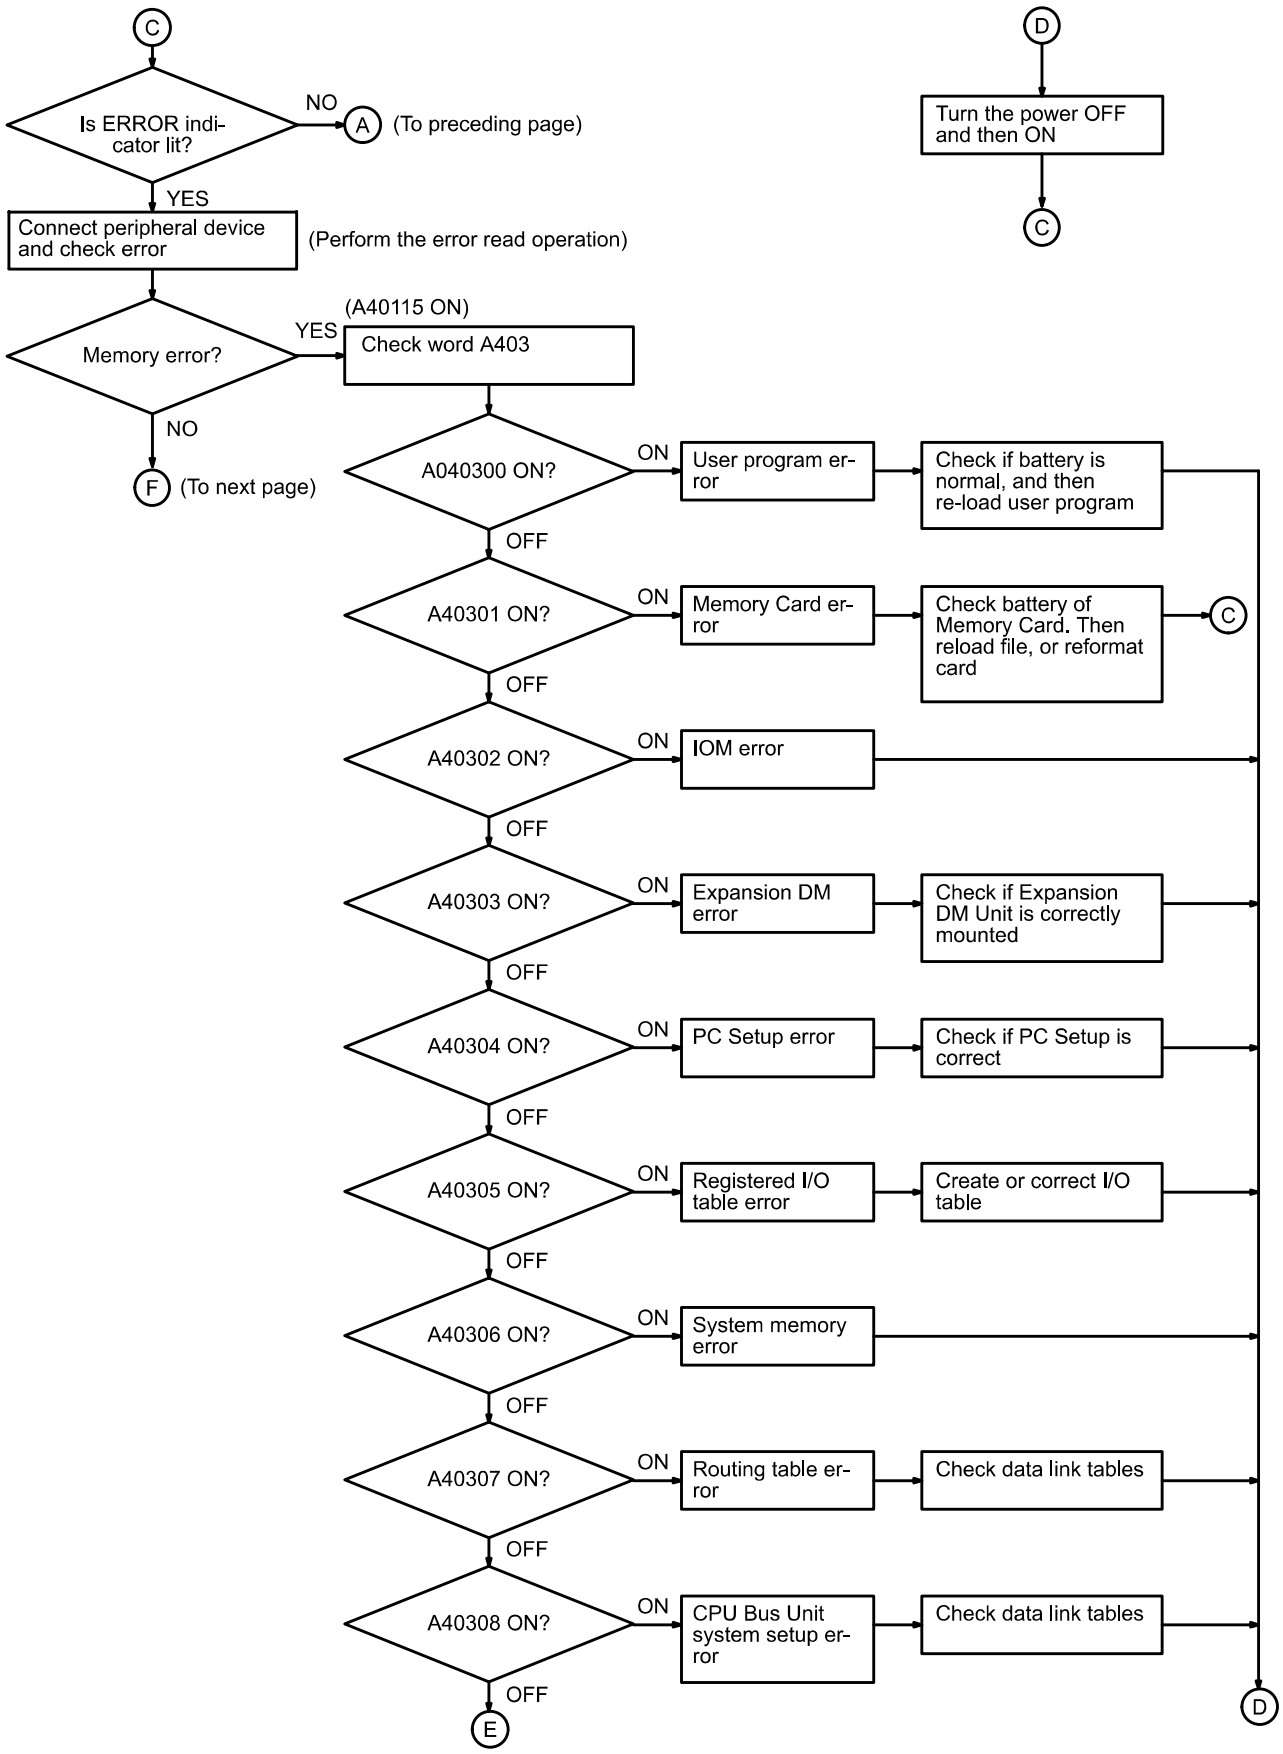 C
D
Is ERROR indi-
cator lit?
NO
A
(To preceding page)
Turn the power OFF
and then ON
YES
Connect peripheral device
and check error
(Perform the error read operation)
C
(A40115 ON)
Memory error?
YES
Check word A403
NO
F
(To next page)
A040300 ON?
ON
User program er-
ror
Check if battery is
normal, and then
re-load user program
OFF
A40301 ON?
ON
Memory Card er-
ror
Check battery of
Memory Card. Then
reload file, or reformat
card
C
OFF
A40302 ON?
ON
IOM error
OFF
A40303 ON?
ON
Expansion DM
error
Check if Expansion
DM Unit is correctly
mounted
OFF
A40304 ON?
ON
PC Setup error
Check if PC Setup is
correct
OFF
A40305 ON?
ON
Registered I/O
table error
Create or correct I/O
table
OFF
A40306 ON?
ON
System memory
error
OFF
A40307 ON?
ON
Routing table er-
ror
Check data link tables
OFF
A40308 ON?
ON
CPU Bus Unit
system setup er-
ror
Check data link tables
OFF
E
D